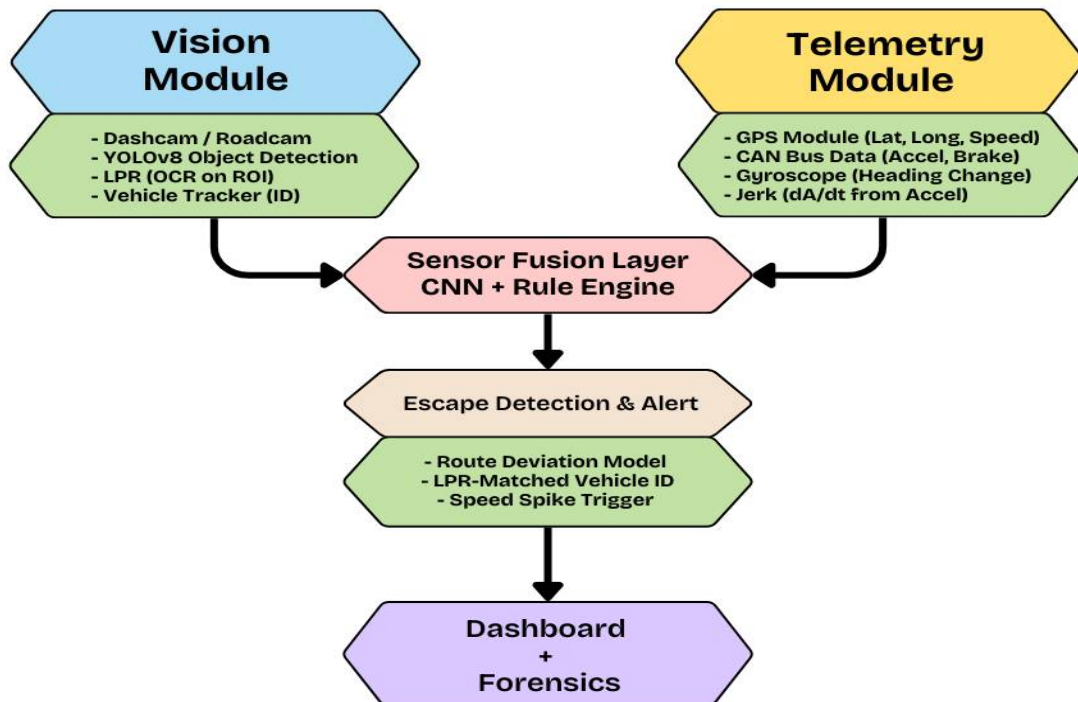 Vision
Module
- Dashcam / Roadcam
- YOLOv8 Object Detection
- LPR (OCR on ROI)
- Vehicle Tracker (ID)
Telemetry
Module
- GPS Module (Lat, Long, Speed)
- CAN Bus Data (Accel, Brake)
- Gyroscope (Heading Change)
- Jerk (dA/dt from Accel)
Sensor Fusion Layer
CNN + Rule Engine
Escape Detection & Alert
- Route Deviation Model
- LPR-Matched Vehicle ID
- Speed Spike Trigger
Dashboard
+
Forensics